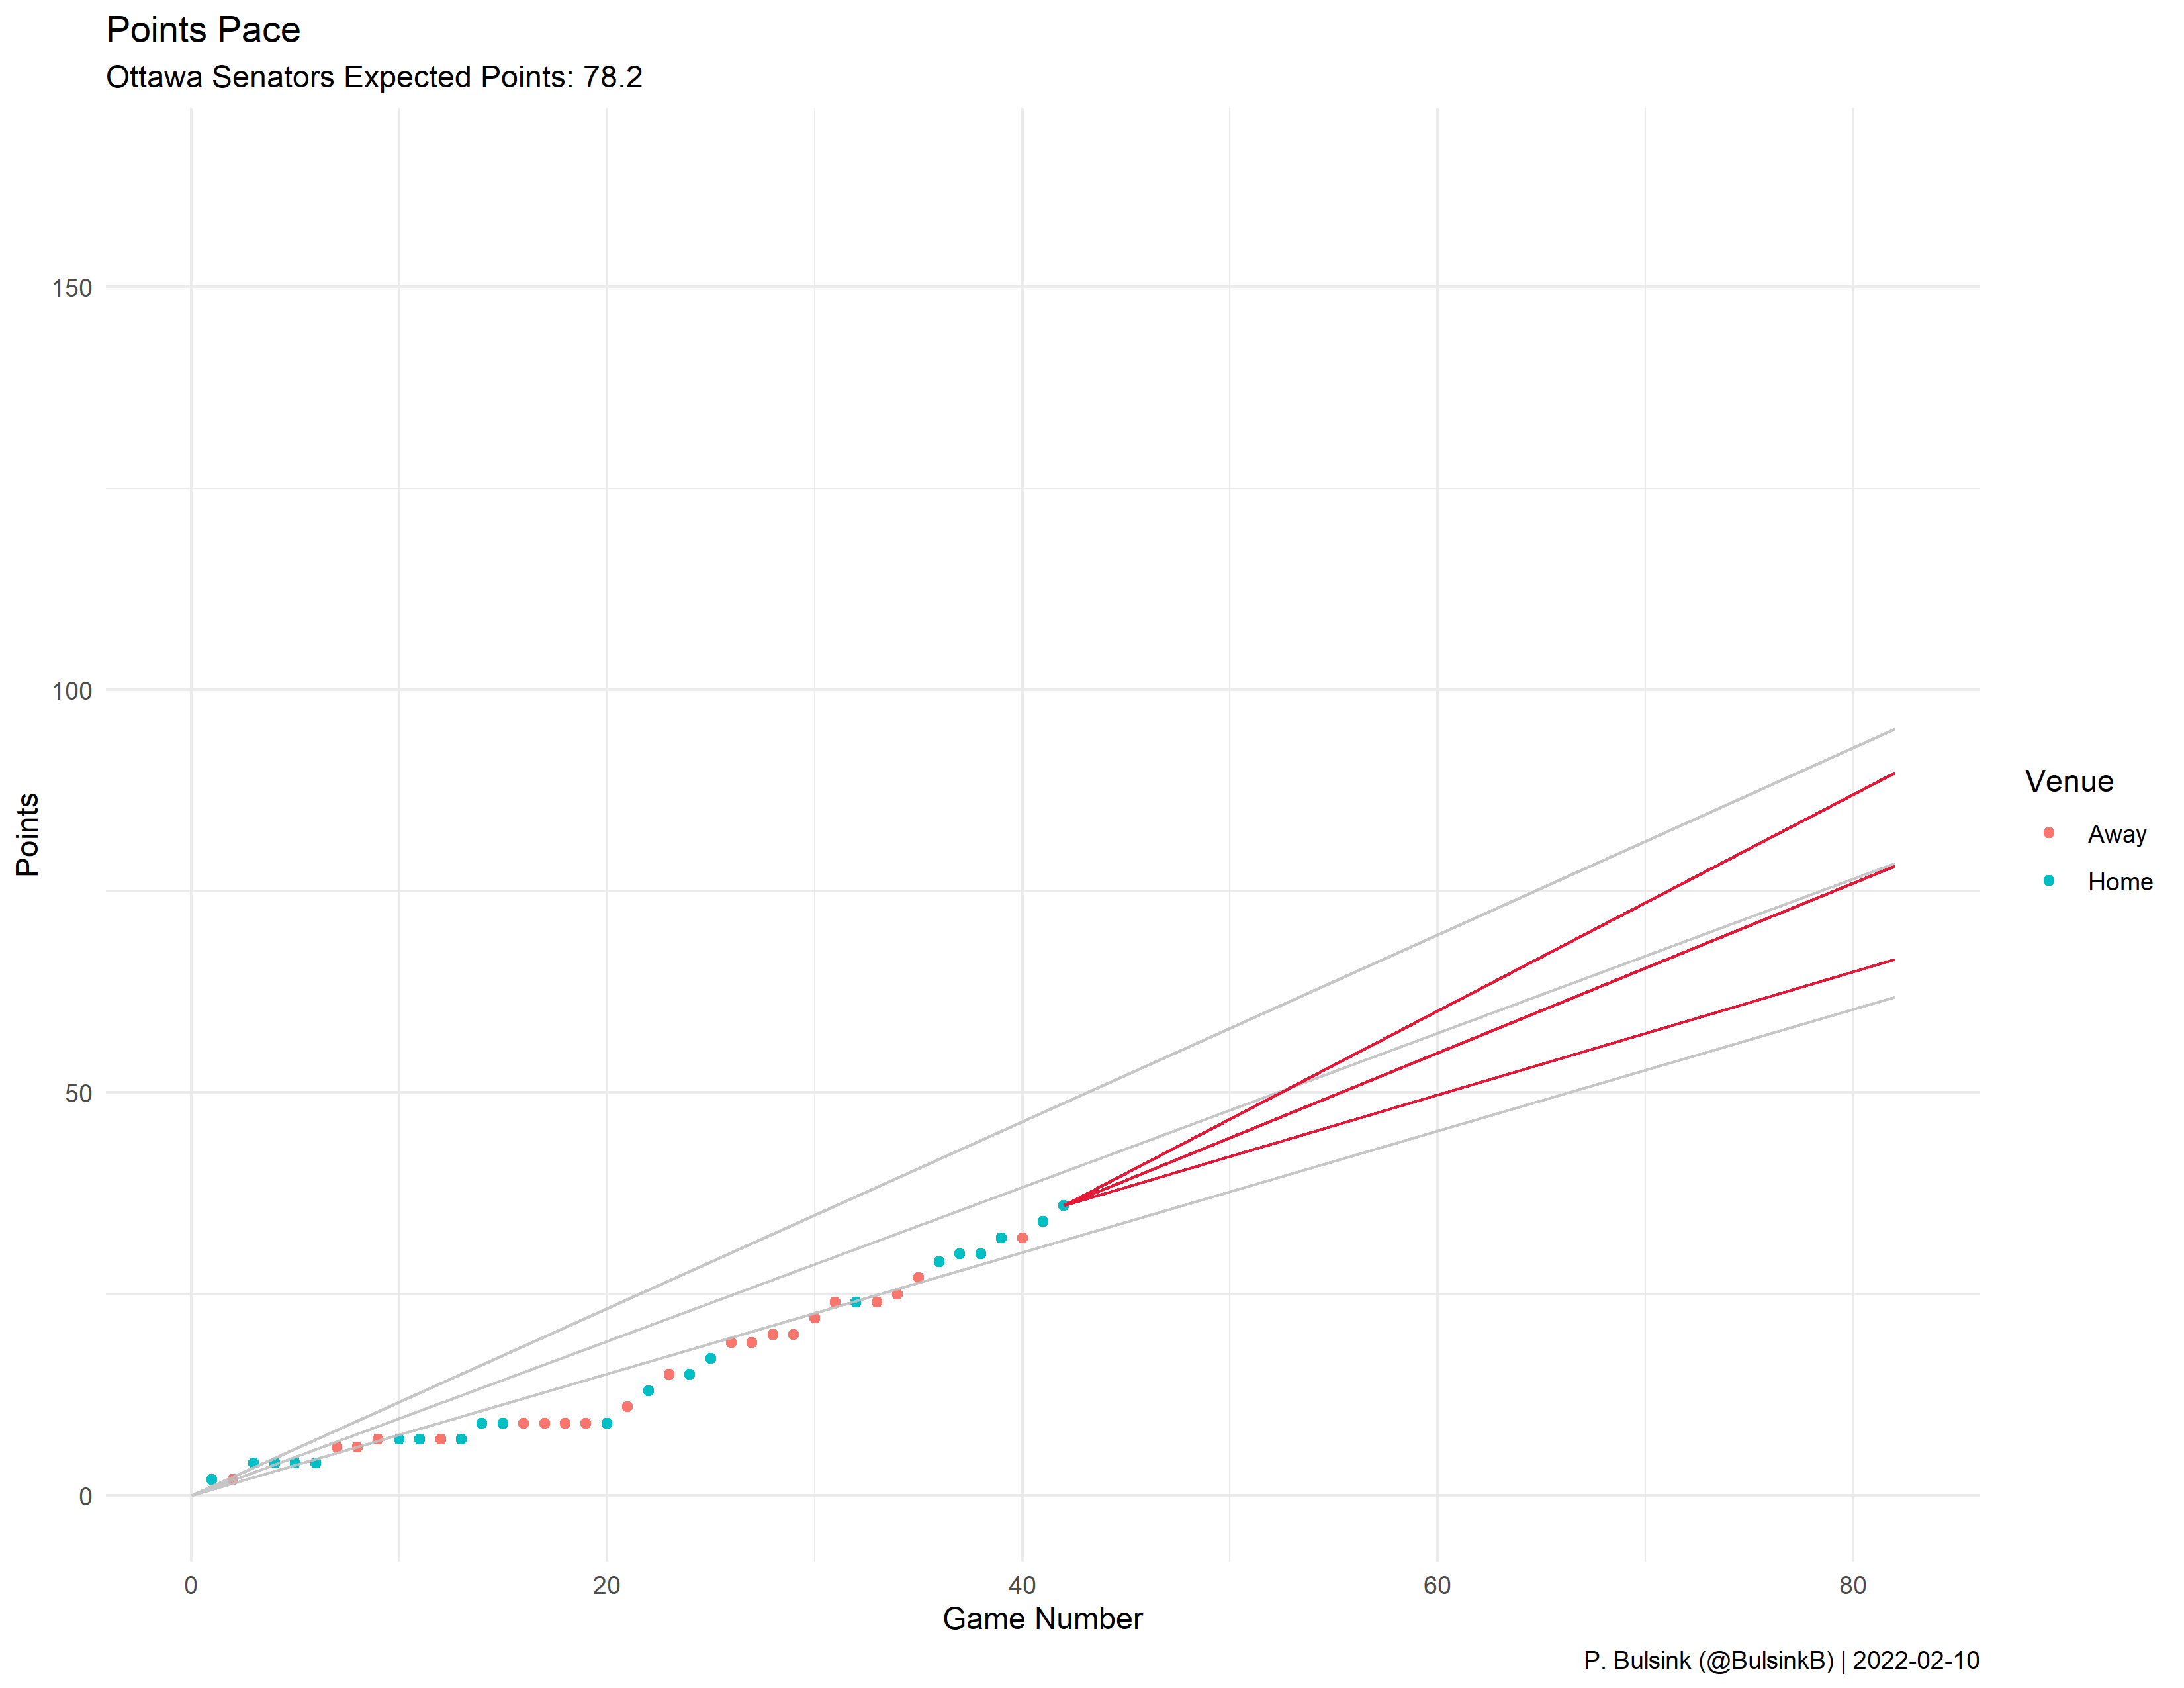 Points Pace
Ottawa Senators Expected Points: 78.2
150
100
50
0
Points
0 20 40 60 80
Game Number
Venue
Away
Home
P. Bulsink (@BulsinkB) | 2022-02-10